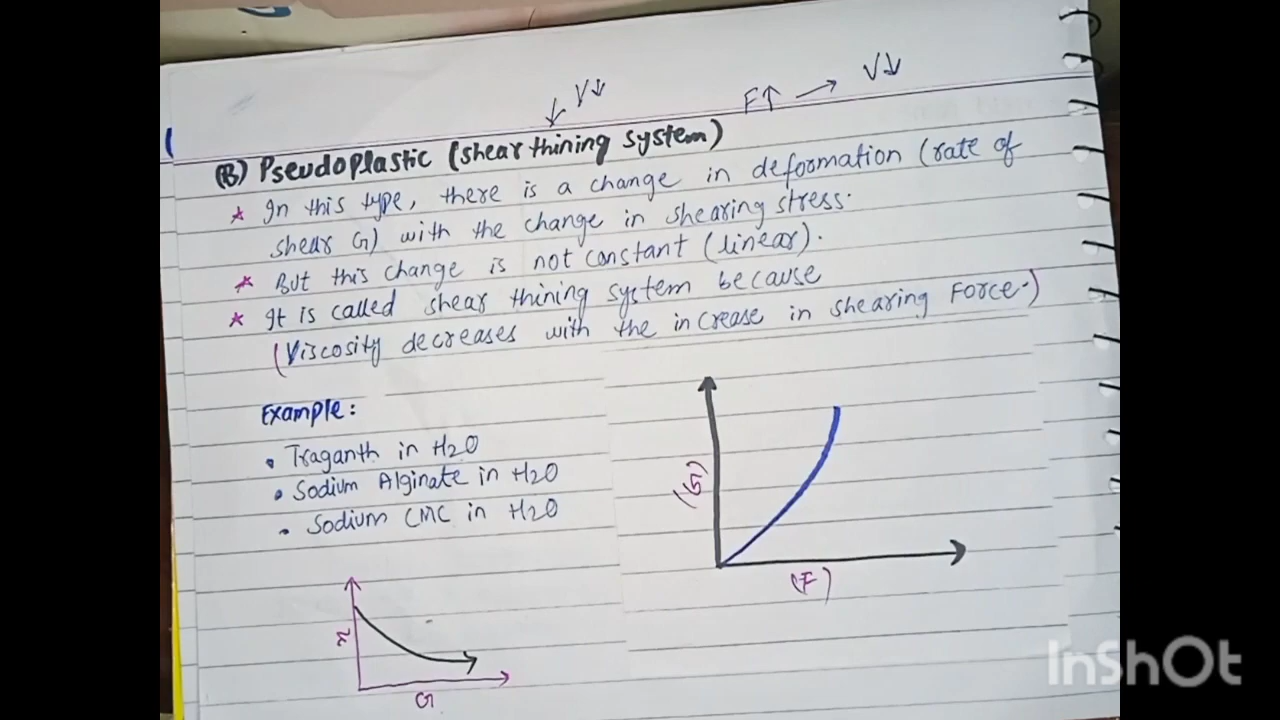 V↓
F↑ → V↓
(B) Pseudoplastic (shear thining system)
* In this type, there is a change in deformation (rate of
shear G) with the change in shearing stress.
* But this change is not constant (linear).
* It is called shear thining system because
(Viscosity decreases with the increase in shearing Force.)
Example:
• Traganth in H2O
• Sodium Alginate in H2O
• Sodium CMC in H2O
(G)
(F)
η
G
InShOt